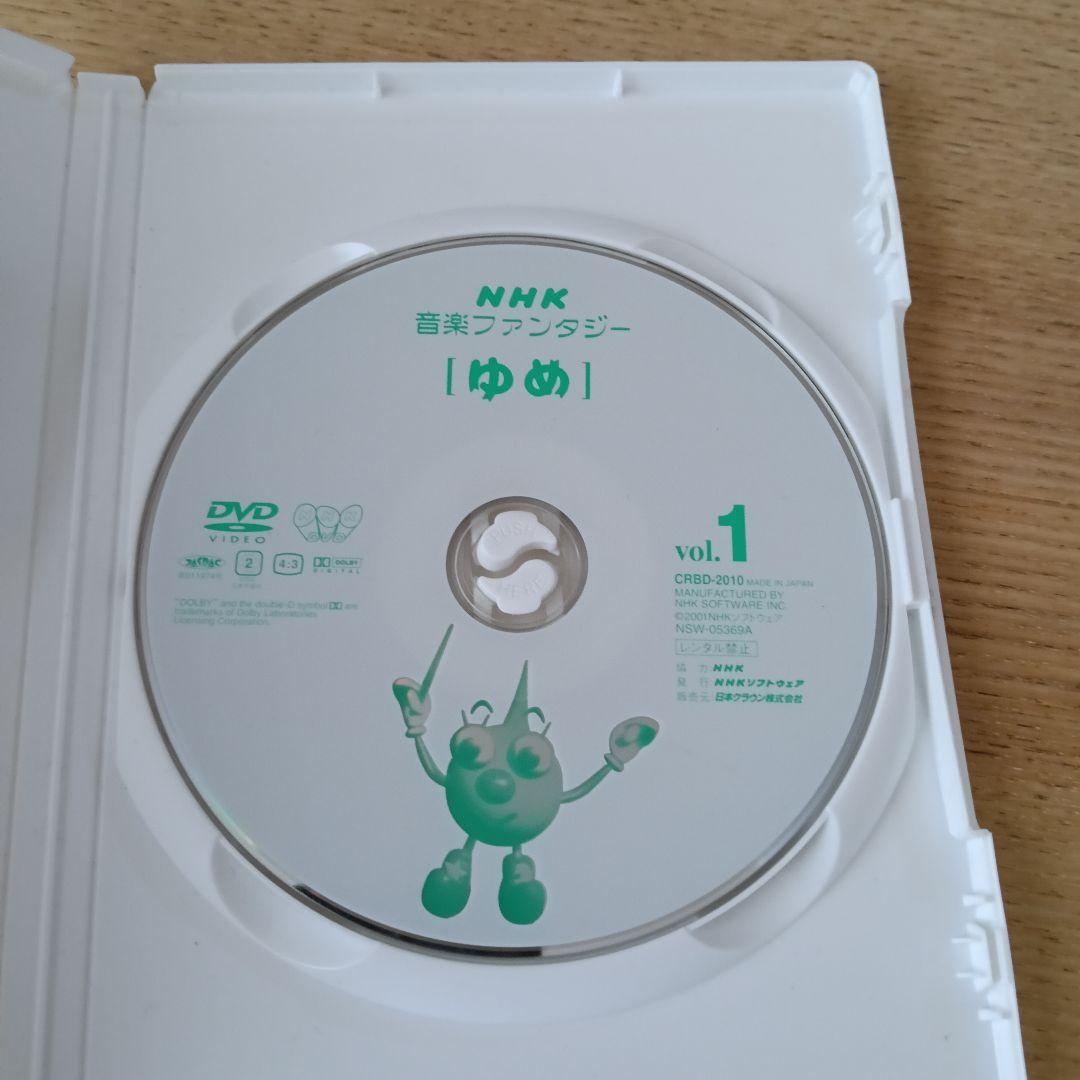 NHK
音楽ファンタジー
[ゆめ]
DVD
VIDEO
NHK
JASRAC
2
4:3
DOLBY
DIGITAL
"DOLBY" and the double-D symbol are
trademarks of Dolby Laboratories
Licensing Corporation.
PUSH
HERE
vol.1
CRBD-2010 MADE IN JAPAN
MANUFACTURED BY
NHK SOFTWARE INC.
©2001NHKソフトウェア
NSW-05369A
レンタル禁止
協 力:NHK
発 行:NHKソフトウェア
販売元:日本クラウン株式会社